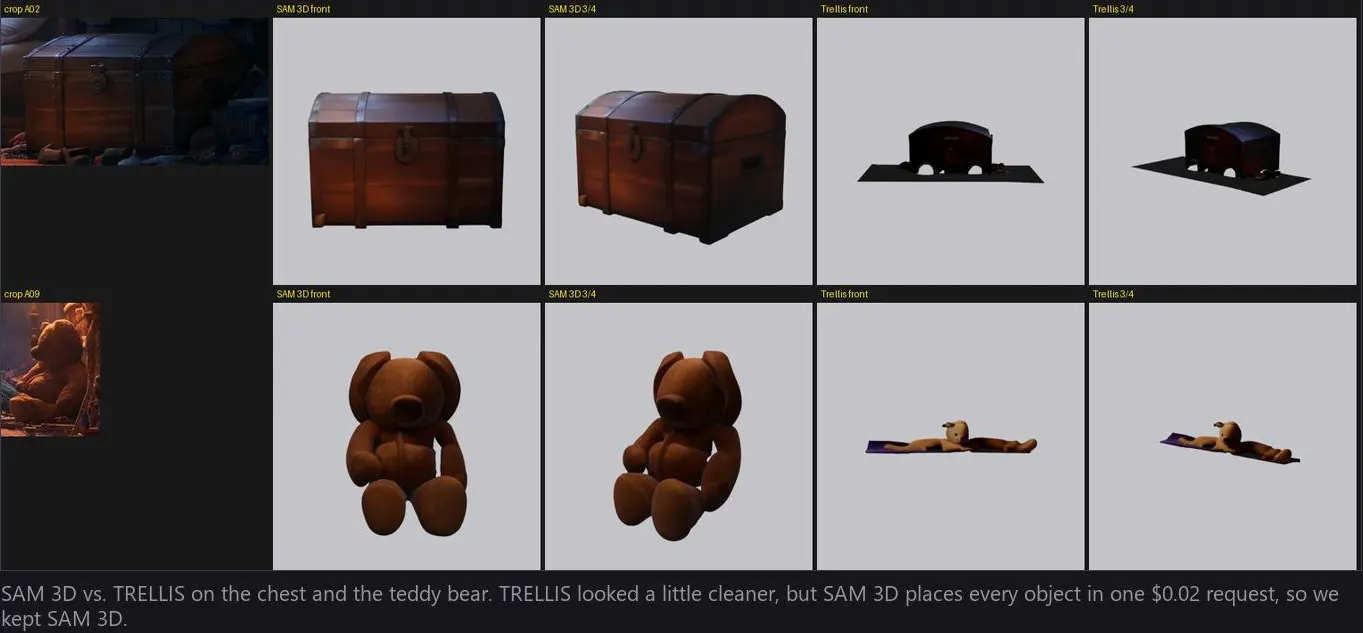 crop A02 SAM 3D front SAM 3D 3/4 Trellis front Trellis 3/4
crop A09 SAM 3D front SAM 3D 3/4 Trellis front Trellis 3/4
SAM 3D vs. TRELLIS on the chest and the teddy bear. TRELLIS looked a little cleaner, but SAM 3D places every object in one $0.02 request, so we
kept SAM 3D.